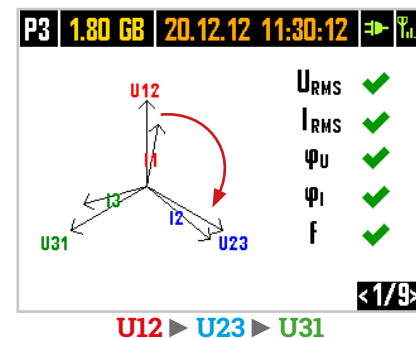 P3 1.80 GB 20.12.12 11:30:12
U12
I1
I3
I2
U31
U23
URMS
IRMS
φU
φI
f
<1/9>
U12 ▶ U23 ▶ U31